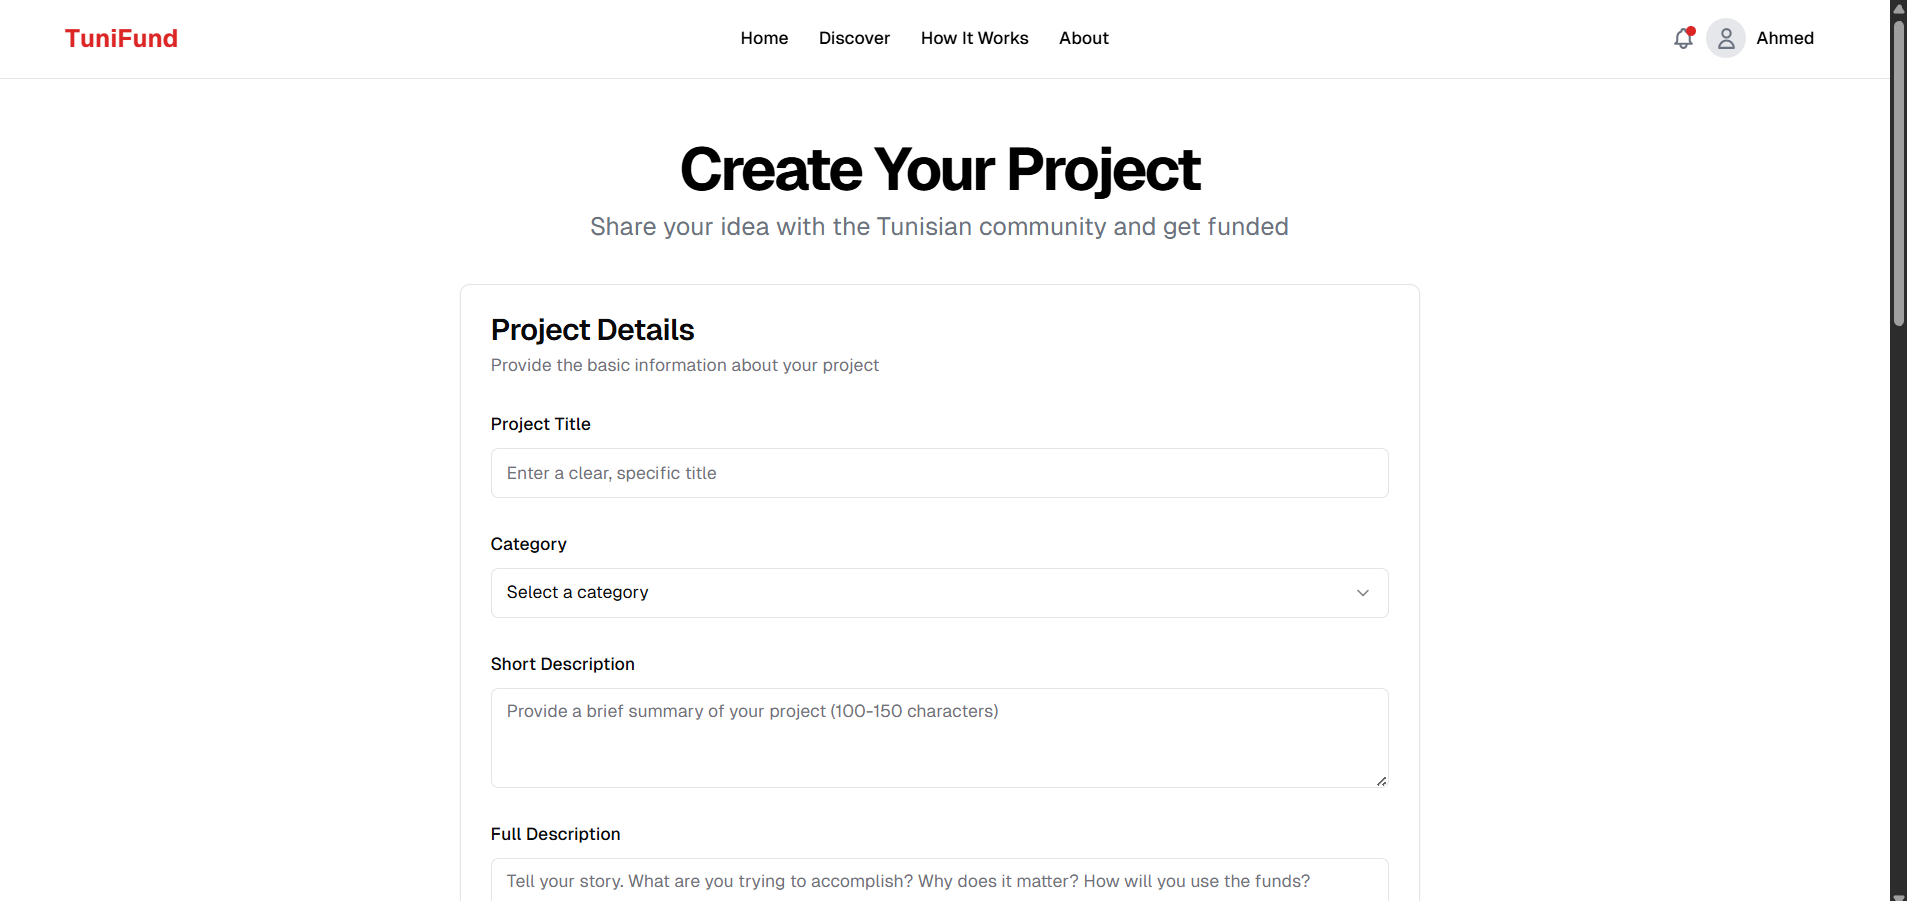 TuniFund
Home Discover How It Works About
Ahmed
Create Your Project
Share your idea with the Tunisian community and get funded
Project Details
Provide the basic information about your project
Project Title
Enter a clear, specific title
Category
Select a category
Short Description
Provide a brief summary of your project (100-150 characters)
Full Description
Tell your story. What are you trying to accomplish? Why does it matter? How will you use the funds?